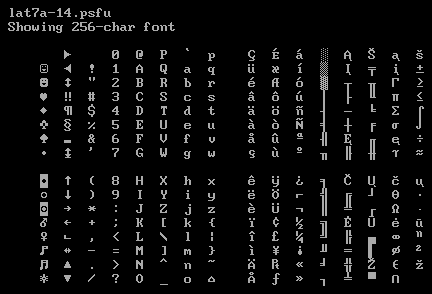 lat7a-14.psfu
Showing 256-char font
► 0 @ P ` p Ç É á ░ Ą Š ą š
☺ ◄ ! 1 A Q a q ü æ í ▒ Į ╤ į ±
☻ ↕ " 2 B R b r é Æ ó ▓ ┬ ╥ Γ ≥
♥ ‼ # 3 C S c s â ô ú │ ├ ╙ π ≤
♦ ¶ $ 4 D T d t ä ö ñ ┤ ─ ╘ Σ ⌠
♣ § % 5 E U e u à ò Ñ ╡ ┼ ╒ σ ⌡
♠ ▬ & 6 F V f v å û ª ╢ Ę ╓ ę ÷
• ↨ ' 7 G W g w ç ù º ╖ ╟ ╫ τ ≈
◘ ↑ ( 8 H X h x ê ÿ ¿ ╕ Č Ų č ų
○ ↓ ) 9 I Y i y ë Ö ⌐ ╣ ╔ ┘ Θ ·
◙ → * : J Z j z è Ü ¬ ║ ╩ ┌ Ω ·
♂ ← + ; K [ k { ï ¢ ½ ╗ Ė Ū ė ū
♀ ∟ , < L \ l ¦ î £ ¼ ╝ ╠ ▄ ∞ ⁿ
♪ ↔ - = M ] m } ì ¥ ¡ ╜ ═ ▌ ø ²
♫ ▲ . > N ^ n ~ Ä « ╛ ╬ Ž ∈ ž
☼ ▼ / ? O _ o ⌂ Å ƒ » ┐ ╧ ▀ ∩